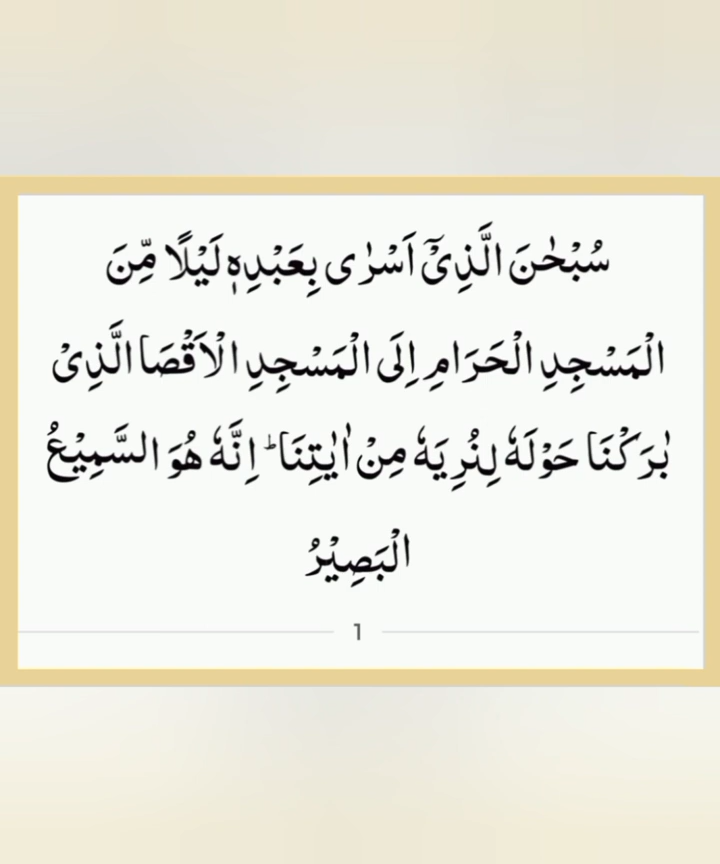 سُبْحٰنَ الَّذِیْۤ اَسْرٰی بِعَبْدِهٖ لَیْلًا مِّنَ
الْمَسْجِدِ الْحَرَامِ اِلَی الْمَسْجِدِ الْاَقْصَا الَّذِیْ
بٰرَكْنَا حَوْلَهٗ لِنُرِیَهٗ مِنْ اٰیٰتِنَا ؕ اِنَّهٗ هُوَ السَّمِیْعُ
الْبَصِیْرُ
1